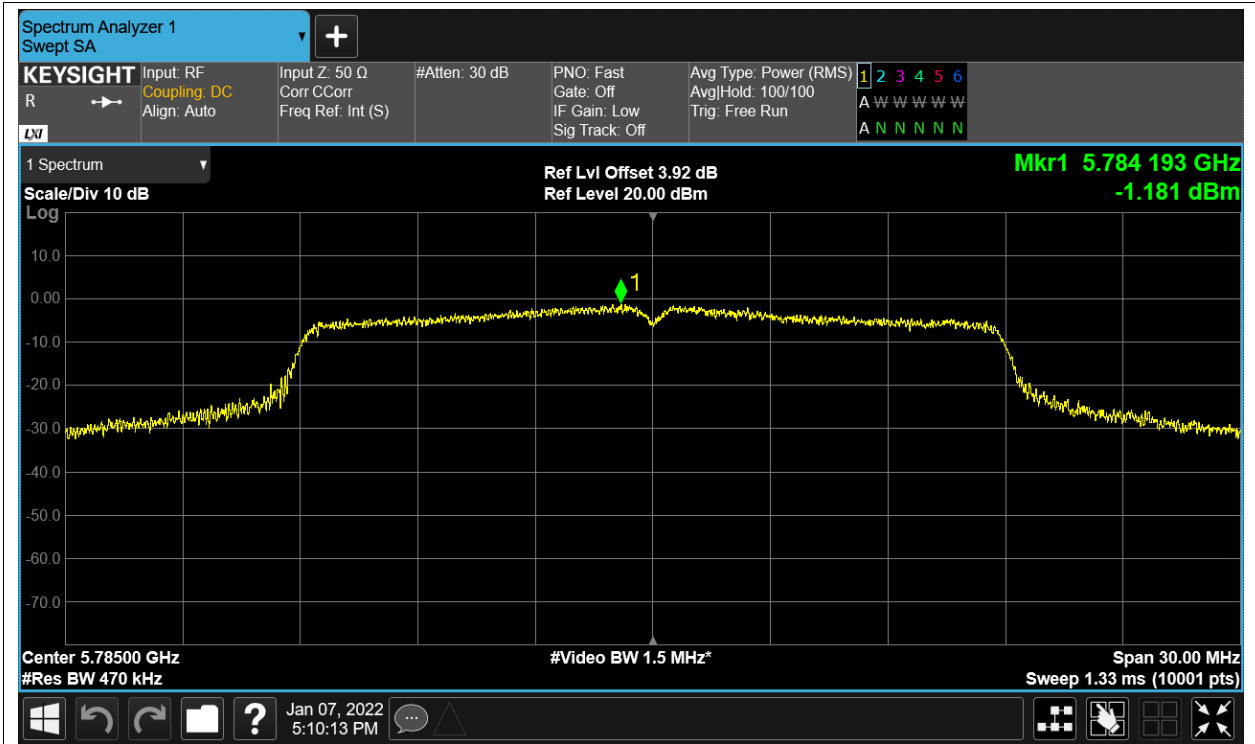 Spectrum Analyzer 1
Swept SA
KEYSIGHT
R
LXI
Input: RF
Coupling: DC
Align: Auto
Input Z: 50 Ω
Corr CCorr
Freq Ref: Int (S)
#Atten: 30 dB
PNO: Fast
Gate: Off
IF Gain: Low
Sig Track: Off
Avg Type: Power (RMS)
Avg|Hold: 100/100
Trig: Free Run
1 2 3 4 5 6
A W W W W W
A N N N N N
1 Spectrum
Scale/Div 10 dB
Log
Ref Lvl Offset 3.92 dB
Ref Level 20.00 dBm
Mkr1 5.784 193 GHz
-1.181 dBm
1
10.0
0.00
-10.0
-20.0
-30.0
-40.0
-50.0
-60.0
-70.0
Center 5.78500 GHz
#Res BW 470 kHz
#Video BW 1.5 MHz*
Span 30.00 MHz
Sweep 1.33 ms (10001 pts)
?
Jan 07, 2022
5:10:13 PM